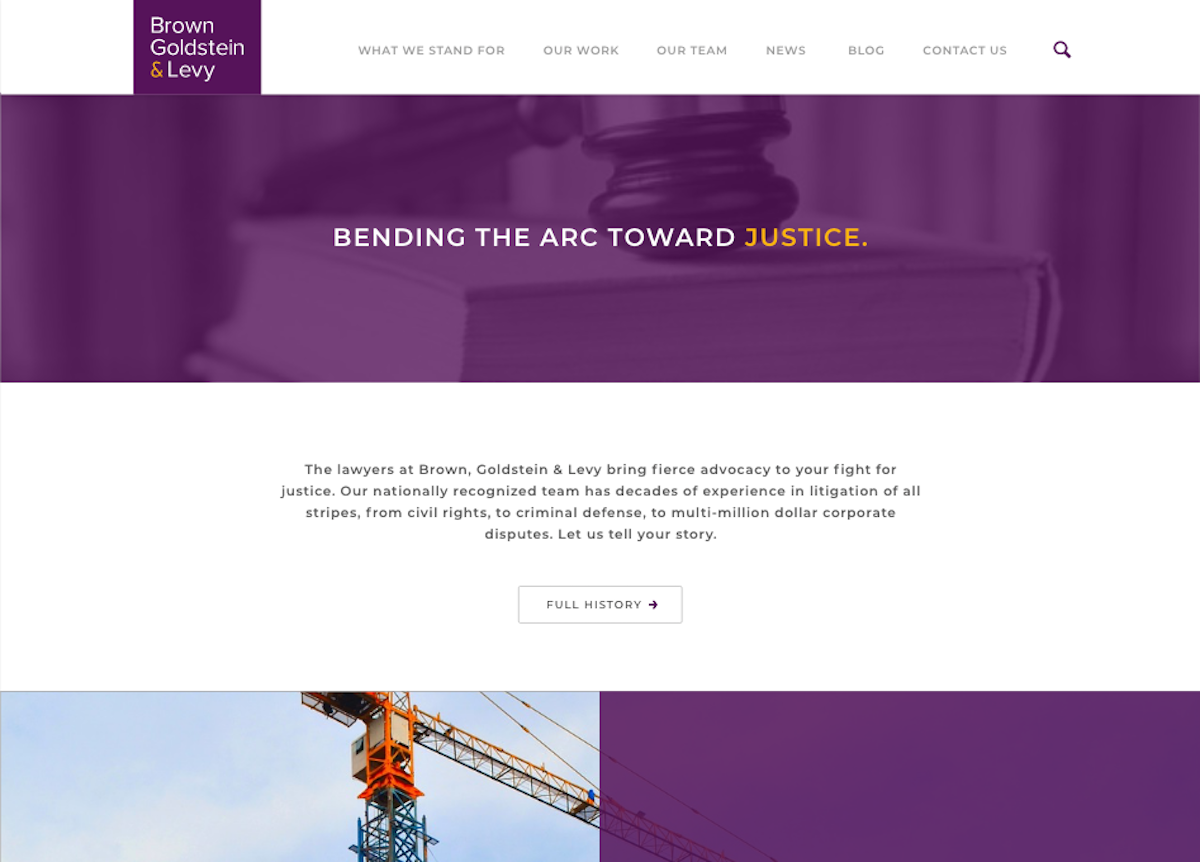 Brown
Goldstein
& Levy
WHAT WE STAND FOR OUR WORK OUR TEAM NEWS BLOG CONTACT US
BENDING THE ARC TOWARD JUSTICE.
The lawyers at Brown, Goldstein & Levy bring fierce advocacy to your fight for
justice. Our nationally recognized team has decades of experience in litigation of all
stripes, from civil rights, to criminal defense, to multi-million dollar corporate
disputes. Let us tell your story.
FULL HISTORY